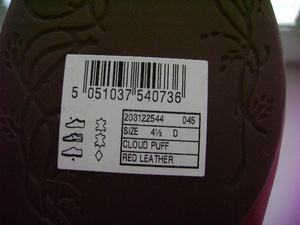 5 051037 540736
203122544 045
SIZE 4½ D
CLOUD PUFF
RED LEATHER